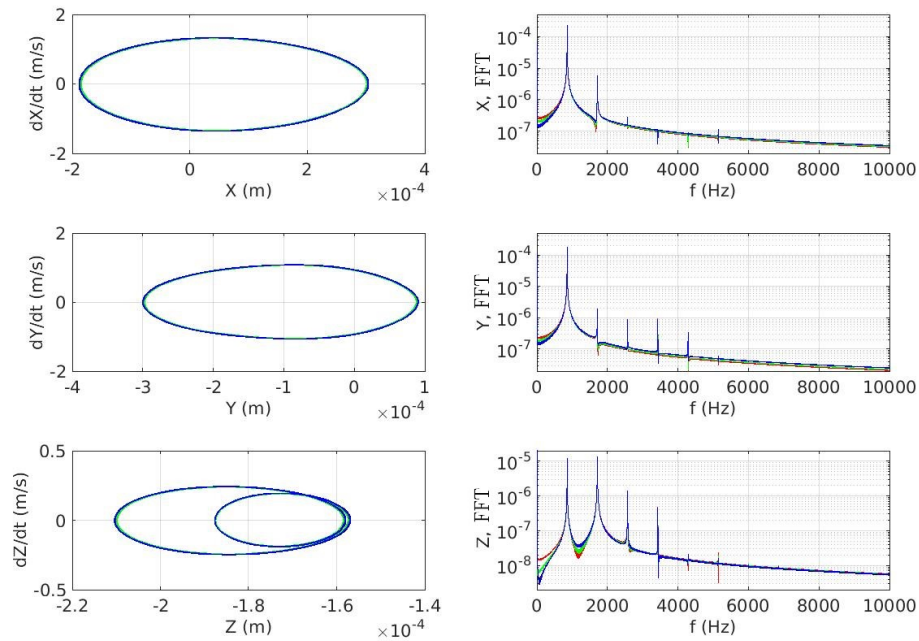 2
0
-2
dX/dt (m/s)
-2 0 2 4
X (m)
×10-4
10-4
10-5
10-6
10-7
X, FFT
0 2000 4000 6000 8000 10000
f (Hz)
2
0
-2
dY/dt (m/s)
-4 -3 -2 -1 0
Y (m)
×10-4
10-4
10-5
10-6
10-7
Y, FFT
0 2000 4000 6000 8000 10000
f (Hz)
0.5
0
-0.5
dZ/dt (m/s)
-2.2 -2 -1.8 -1.6 -1.4
Z (m)
×10-4
10-5
10-6
10-7
10-8
Z, FFT
0 2000 4000 6000 8000 10000
f (Hz)